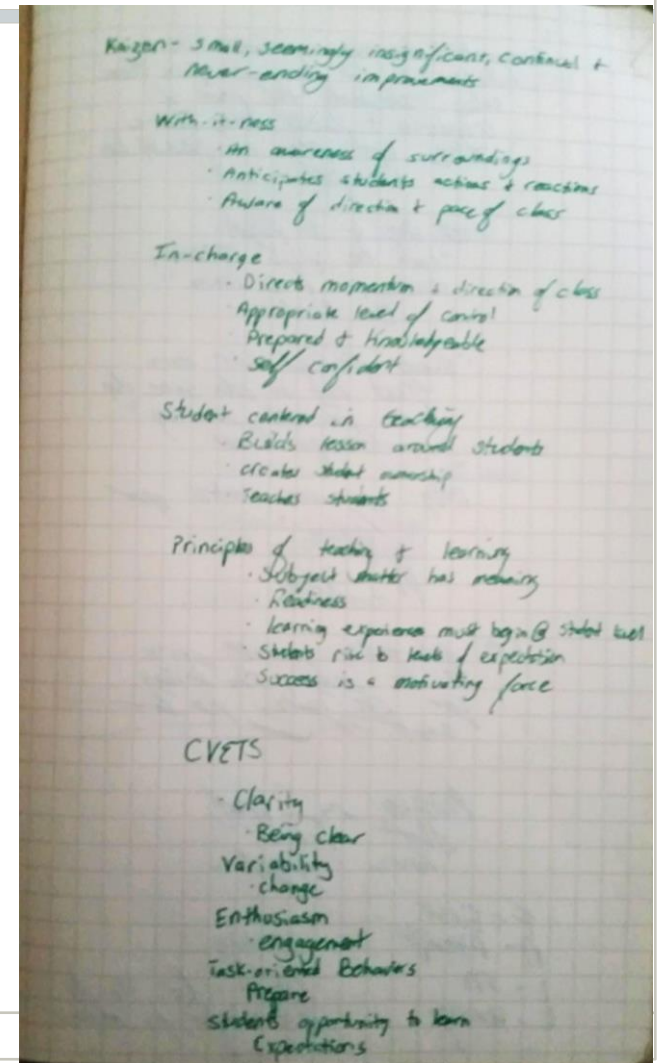 Kaizen - small, seemingly insignificant, continual +
never-ending improvements
With-it-ness
· An awareness of surroundings
· Anticipates students actions + reactions
· Aware of direction + pace of class
In-charge
· Directs momentum + direction of class
Appropriate level of control
Prepared + Knowledgeable
· self confident
Student centered in teaching
· Builds lesson around students
· creates student ownership
· Teaches students
Principles of teaching + learning
· Subject matter has meaning
· Readiness
· learning experiences must begin @ student level
· Students rise to levels of expectation
Success is a motivating force
CVETS
· Clarity
· Being clear
Variability
· change
Enthusiasm
· engagement
Task-oriented Behaviors
Prepare
Students opportunity to learn
Expectations